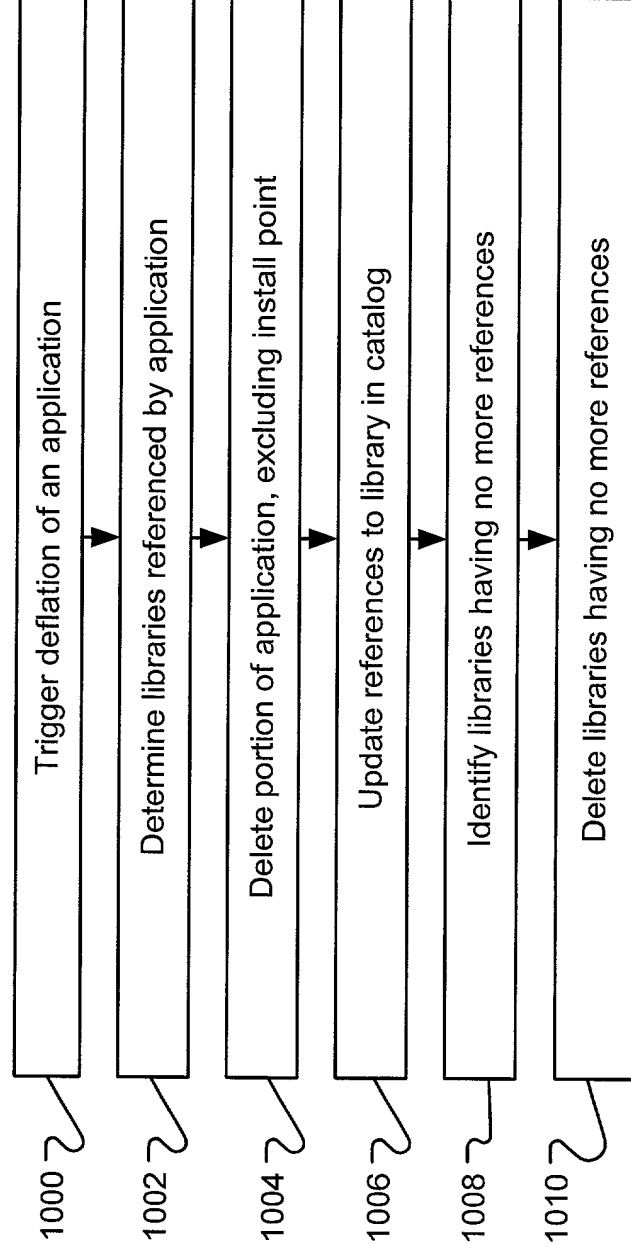 1000 Trigger deflation of an application
1002 Determine libraries referenced by application
1004 Delete portion of application, excluding install point
1006 Update references to library in catalog
1008 Identify libraries having no more references
1010 Delete libraries having no more references